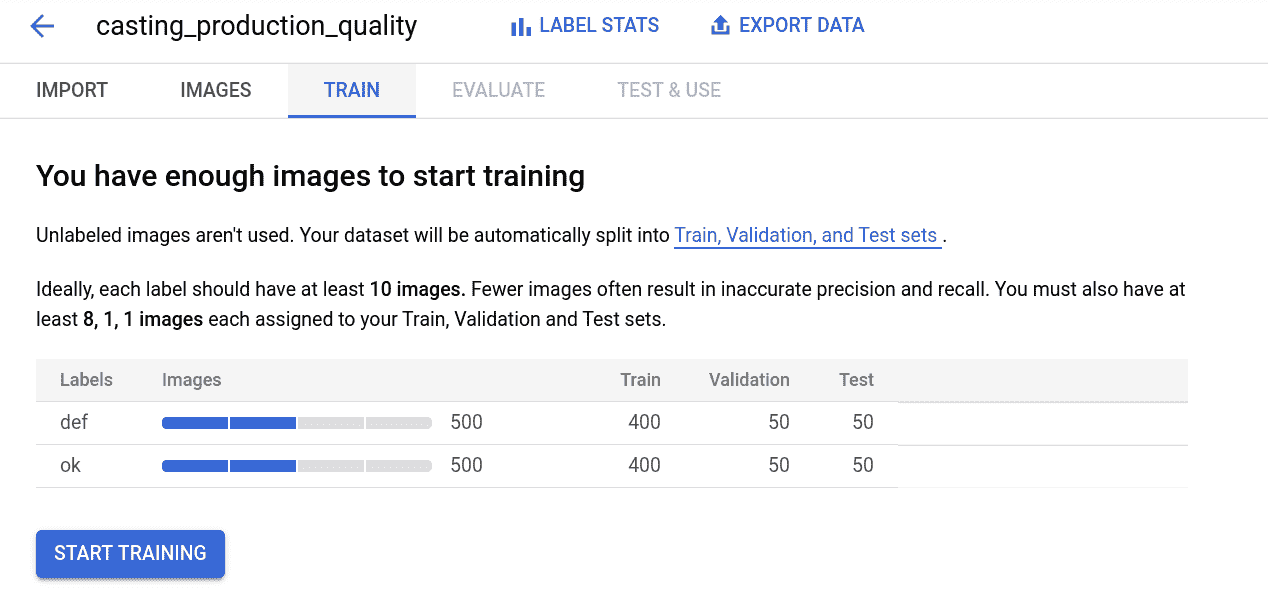 casting_production_quality LABEL STATS EXPORT DATA
IMPORT IMAGES TRAIN EVALUATE TEST & USE
You have enough images to start training
Unlabeled images aren't used. Your dataset will be automatically split into Train, Validation, and Test sets .
Ideally, each label should have at least 10 images. Fewer images often result in inaccurate precision and recall. You must also have at
least 8, 1, 1 images each assigned to your Train, Validation and Test sets.
Labels Images Train Validation Test
def 500 400 50 50
ok 500 400 50 50
START TRAINING